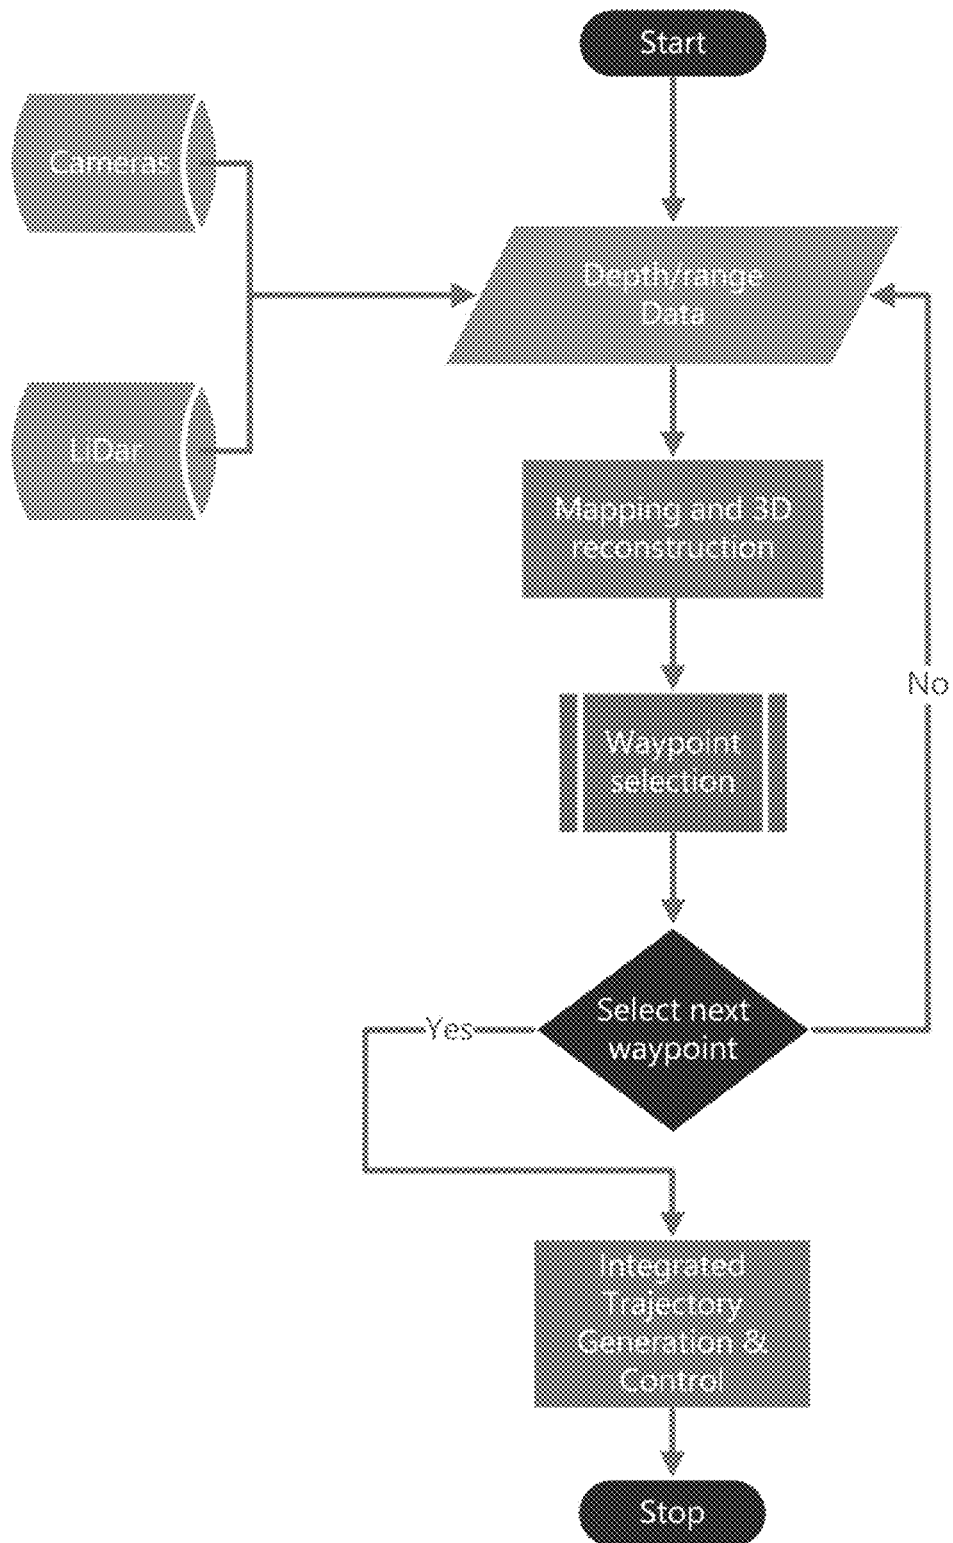 Start
Cameras
Depth/range
Data
LiDar
Mapping and 3D
reconstruction
No
Waypoint
selection
Select next
waypoint
Yes
Integrated
Trajectory
Generation &
Control
Stop